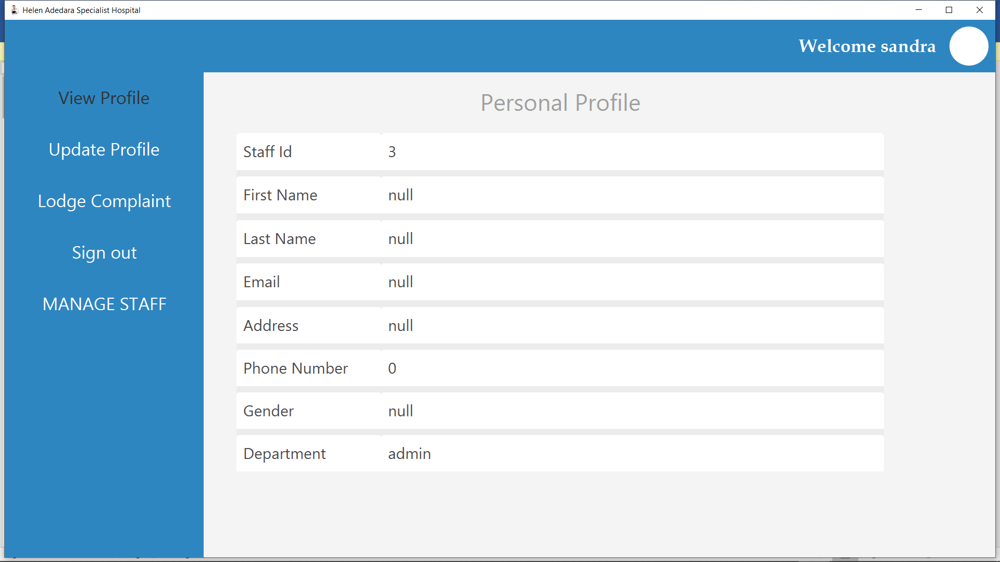 Helen Adedara Specialist Hospital
Welcome sandra
View Profile
Update Profile
Lodge Complaint
Sign out
MANAGE STAFF
Personal Profile
Staff Id 3
First Name null
Last Name null
Email null
Address null
Phone Number 0
Gender null
Department admin